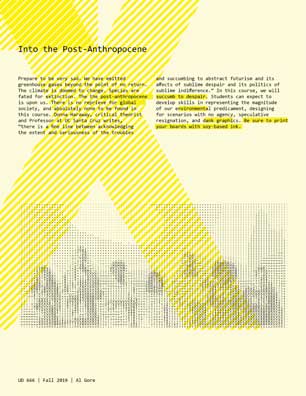 Into the Post-Anthropocene
Prepare to be very sad. We have emitted
greenhouse gases beyond the point of no return.
The climate is doomed to change. Species are
fated for extinction. The the post-anthropocene
is upon us. There is no reprieve for global
society, and absolutely none to be found in
this course. Donna Haraway, critical theorist
and Professor at UC Santa Cruz writes,
"there is a fine line between acknowledging
the extent and seriousness of the troubles
and succumbing to abstract futurism and its
affects of sublime despair and its politics of
sublime indifference." In this course, we will
succumb to despair. Students can expect to
develop skills in representing the magnitude
of our environmental predicament, designing
for scenarios with no agency, speculative
resignation, and dank graphics. Be sure to print
your boards with soy-based ink.
UD 666 | Fall 2019 | Al Gore